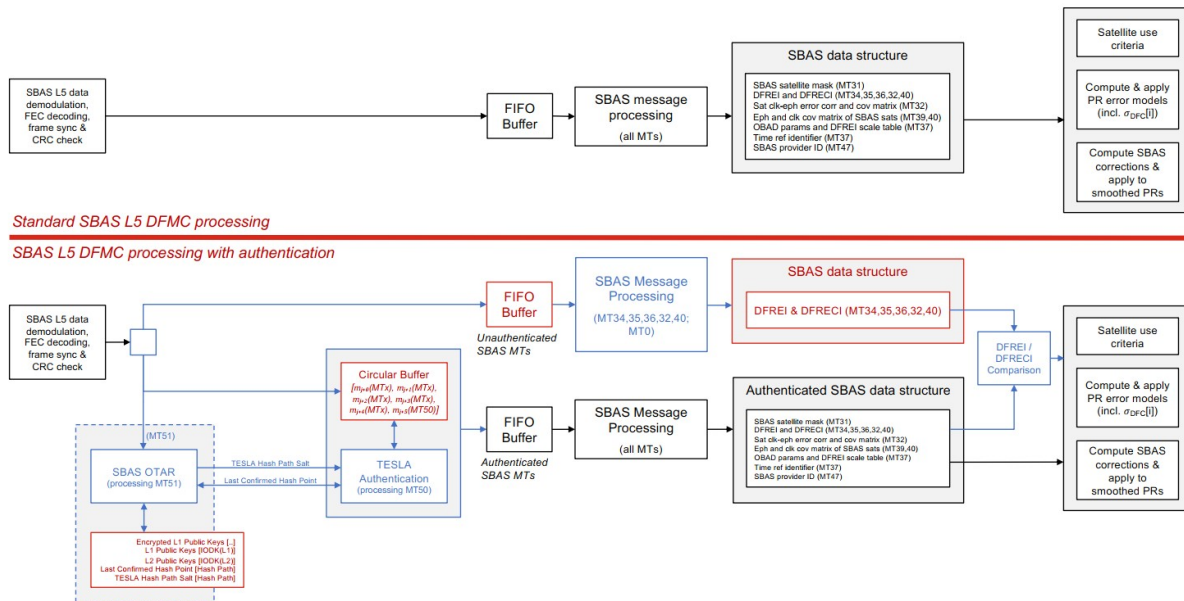 SBAS L5 data
demodulation,
FEC decoding,
frame sync &
CRC check
FIFO
Buffer
SBAS message
processing
(all MTs)
SBAS data structure
SBAS satellite mask (MT31)
DFREI and DFRECI (MT34,35,36,32,40)
Sat clk-eph error corr and cov matrix (MT32)
Eph and clk cov matrix of SBAS sats (MT39,40)
OBAD params and DFREI scale table (MT37)
Time ref identifier (MT37)
SBAS provider ID (MT47)
Satellite use
criteria
Compute & apply
PR error models
(incl. σDFC[i])
Compute SBAS
corrections &
apply to
smoothed PRs
Standard SBAS L5 DFMC processing
SBAS L5 DFMC processing with authentication
SBAS L5 data
demodulation,
FEC decoding,
frame sync &
CRC check
FIFO
Buffer
Unauthenticated
SBAS MTs
SBAS Message
Processing
(MT34,35,36,32,40;
MT0)
SBAS data structure
DFREI & DFRECI (MT34,35,36,32,40)
DFREI /
DFRECI
Comparison
Circular Buffer
[mj+0(MTx), mj+1(MTx),
mj+2(MTx), mj+3(MTx),
mj+4(MTx), mj+5(MT50)]
(MT51)
SBAS OTAR
(processing MT51)
TESLA Hash Path Salt
Last Confirmed Hash Point
TESLA
Authentication
(processing MT50)
FIFO
Buffer
Authenticated
SBAS MTs
SBAS Message
Processing
(all MTs)
Authenticated SBAS data structure
SBAS satellite mask (MT31)
DFREI and DFRECI (MT34,35,36,32,40)
Sat clk-eph error corr and cov matrix (MT32)
Eph and clk cov matrix of SBAS sats (MT39,40)
OBAD params and DFREI scale table (MT37)
Time ref identifier (MT37)
SBAS provider ID (MT47)
Satellite use
criteria
Compute & apply
PR error models
(incl. σDFC[i])
Compute SBAS
corrections &
apply to
smoothed PRs
Encrypted L1 Public Keys [..]
L1 Public Keys [IODK(L1)]
L2 Public Keys [IODK(L2)]
Last Confirmed Hash Point [Hash Path]
TESLA Hash Path Salt [Hash Path]